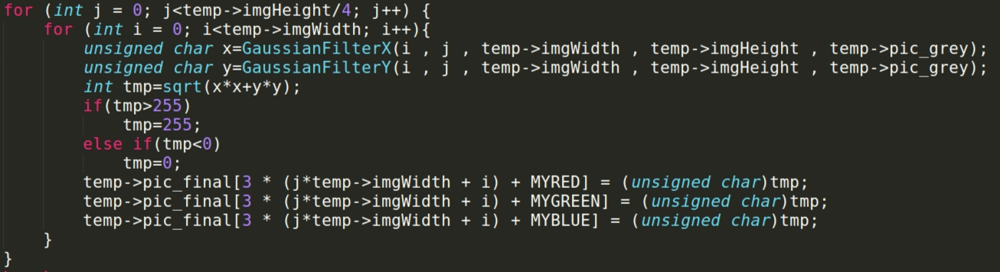 for (int j = 0; j<temp->imgHeight/4; j++) {
    for (int i = 0; i<temp->imgWidth; i++){
        unsigned char x=GaussianFilterX(i , j , temp->imgWidth , temp->imgHeight , temp->pic_grey);
        unsigned char y=GaussianFilterY(i , j , temp->imgWidth , temp->imgHeight , temp->pic_grey);
        int tmp=sqrt(x*x+y*y);
        if(tmp>255)
            tmp=255;
        else if(tmp<0)
            tmp=0;
        temp->pic_final[3 * (j*temp->imgWidth + i) + MYRED] = (unsigned char)tmp;
        temp->pic_final[3 * (j*temp->imgWidth + i) + MYGREEN] = (unsigned char)tmp;
        temp->pic_final[3 * (j*temp->imgWidth + i) + MYBLUE] = (unsigned char)tmp;
    }
}